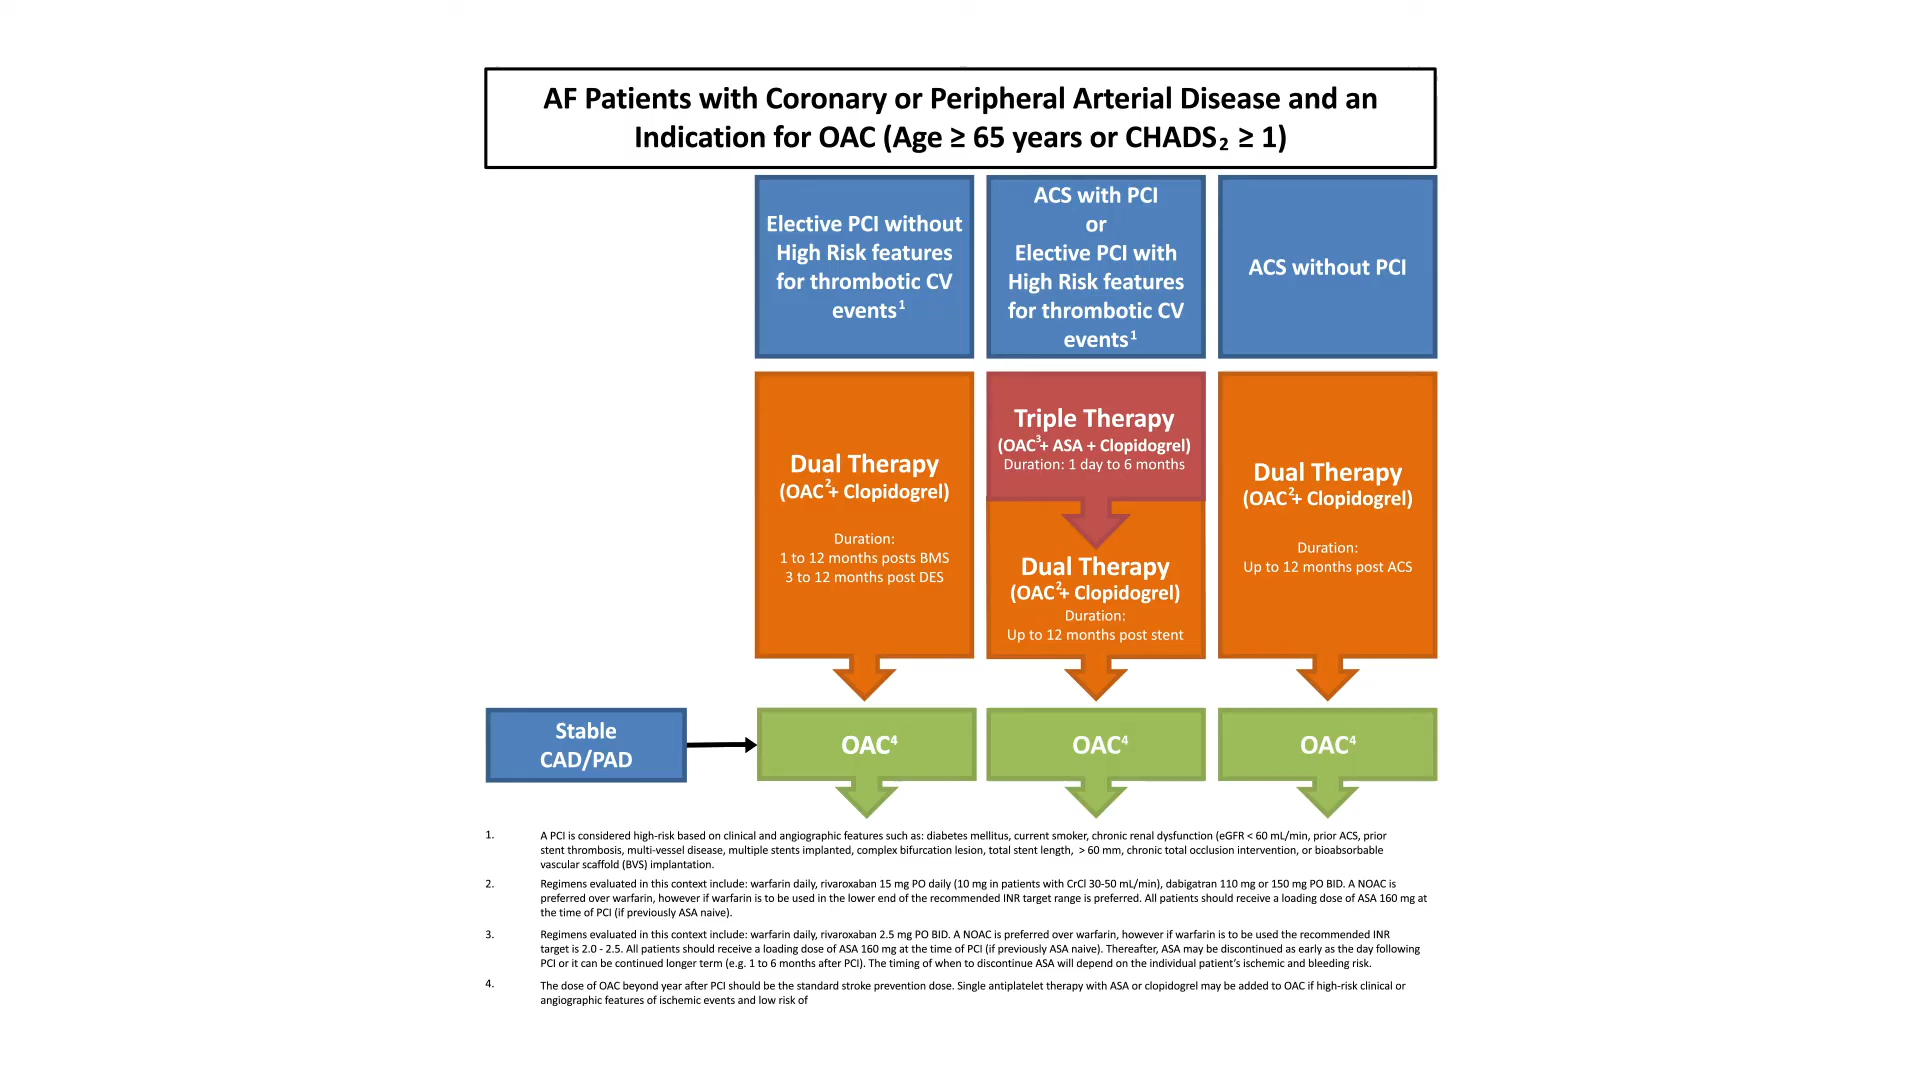 AF Patients with Coronary or Peripheral Arterial Disease and an
Indication for OAC (Age ≥ 65 years or CHADS₂ ≥ 1)
Elective PCI without
High Risk features
for thrombotic CV
events¹
ACS with PCI
or
Elective PCI with
High Risk features
for thrombotic CV
events¹
ACS without PCI
Dual Therapy
(OAC²+ Clopidogrel)
Duration:
1 to 12 months posts BMS
3 to 12 months post DES
Triple Therapy
(OAC³+ ASA + Clopidogrel)
Duration: 1 day to 6 months
Dual Therapy
(OAC²+ Clopidogrel)
Duration:
Up to 12 months post stent
Dual Therapy
(OAC²+ Clopidogrel)
Duration:
Up to 12 months post ACS
Stable
CAD/PAD
OAC⁴
OAC⁴
OAC⁴
1. A PCI is considered high-risk based on clinical and angiographic features such as: diabetes mellitus, current smoker, chronic renal dysfunction (eGFR < 60 mL/min, prior ACS, prior
stent thrombosis, multi-vessel disease, multiple stents implanted, complex bifurcation lesion, total stent length, > 60 mm, chronic total occlusion intervention, or bioabsorbable
vascular scaffold (BVS) implantation.
2. Regimens evaluated in this context include: warfarin daily, rivaroxaban 15 mg PO daily (10 mg in patients with CrCl 30-50 mL/min), dabigatran 110 mg or 150 mg PO BID. A NOAC is
preferred over warfarin, however if warfarin is to be used in the lower end of the recommended INR target range is preferred. All patients should receive a loading dose of ASA 160 mg at
the time of PCI (if previously ASA naive).
3. Regimens evaluated in this context include: warfarin daily, rivaroxaban 2.5 mg PO BID. A NOAC is preferred over warfarin, however if warfarin is to be used the recommended INR
target is 2.0 - 2.5. All patients should receive a loading dose of ASA 160 mg at the time of PCI (if previously ASA naive). Thereafter, ASA may be discontinued as early as the day following
PCI or it can be continued longer term (e.g. 1 to 6 months after PCI). The timing of when to discontinue ASA will depend on the individual patient's ischemic and bleeding risk.
4. The dose of OAC beyond year after PCI should be the standard stroke prevention dose. Single antiplatelet therapy with ASA or clopidogrel may be added to OAC if high-risk clinical or
angiographic features of ischemic events and low risk of